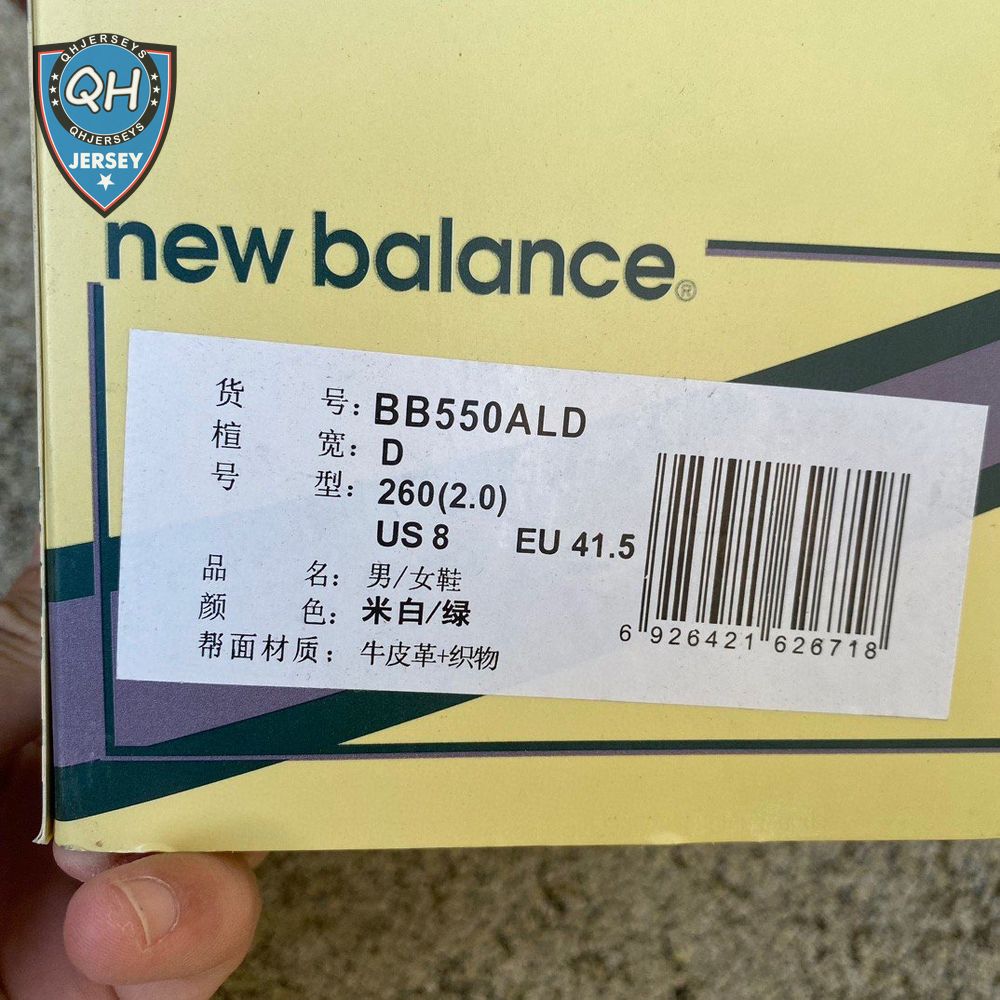 QHJERSEYS
QH
QHJERSEYS
JERSEY
new balance®
货 号: BB550ALD
楦 宽: D
号 型: 260(2.0)
US 8 EU 41.5
品 名: 男/女鞋
颜 色: 米白/绿
帮面材质: 牛皮革+织物
6 926421 626718